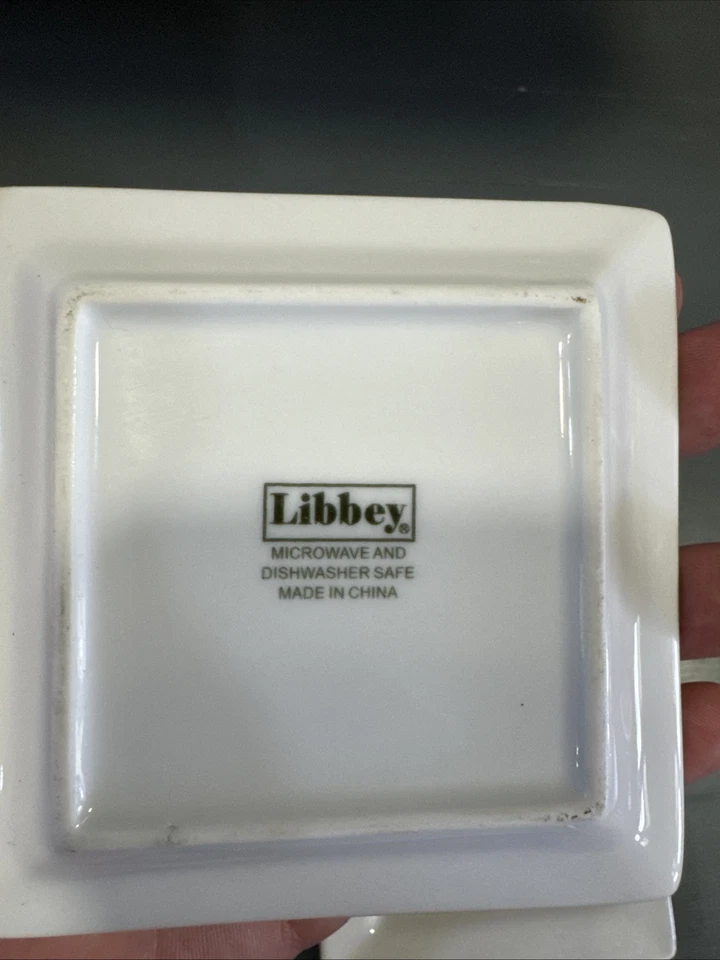 Libbey®
MICROWAVE AND
DISHWASHER SAFE
MADE IN CHINA